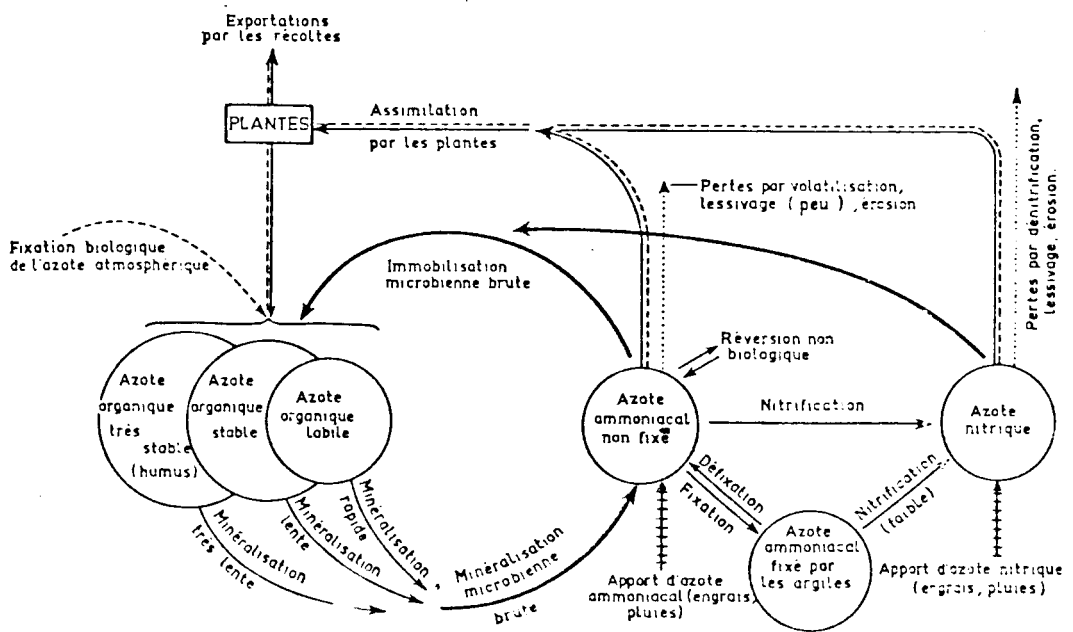 Exportations
par les récoltes
PLANTES
Assimilation
par les plantes
Pertes par volatilisation,
lessivage (peu), érosion
Pertes par dénitrification,
lessivage, érosion.
Fixation biologique
de l'azote atmosphérique
Immobilisation
microbienne brute
Réversion non
biologique
Azote
organique
très
stable
(humus)
Azote
organique
stable
Azote
organique
labile
Azote
ammoniacal
non fixé
Nitrification
Azote
nitrique
Défixation
Fixation
Nitrification
(faible)
Azote
ammoniacal
fixé par
les argiles
Minéralisation
très lente
Minéralisation
lente
Minéralisation
rapide
Minéralisation
microbienne
brute
Apport d'azote
ammoniacal (engrais,
pluies)
Apport d'azote nitrique
(engrais, pluies)